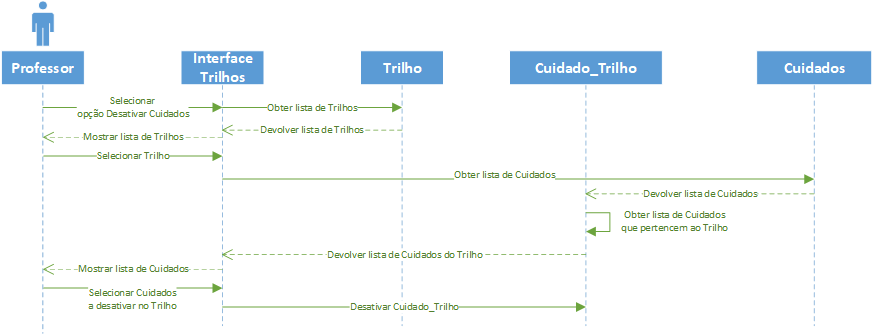 Professor
Interface
Trilhos
Trilho
Cuidado_Trilho
Cuidados
Selecionar
opção Desativar Cuidados
Obter lista de Trilhos
Devolver lista de Trilhos
Mostrar lista de Trilhos
Selecionar Trilho
Obter lista de Cuidados
Devolver lista de Cuidados
Obter lista de Cuidados
que pertencem ao Trilho
Devolver lista de Cuidados do Trilho
Mostrar lista de Cuidados
Selecionar Cuidados
a desativar no Trilho
Desativar Cuidado_Trilho